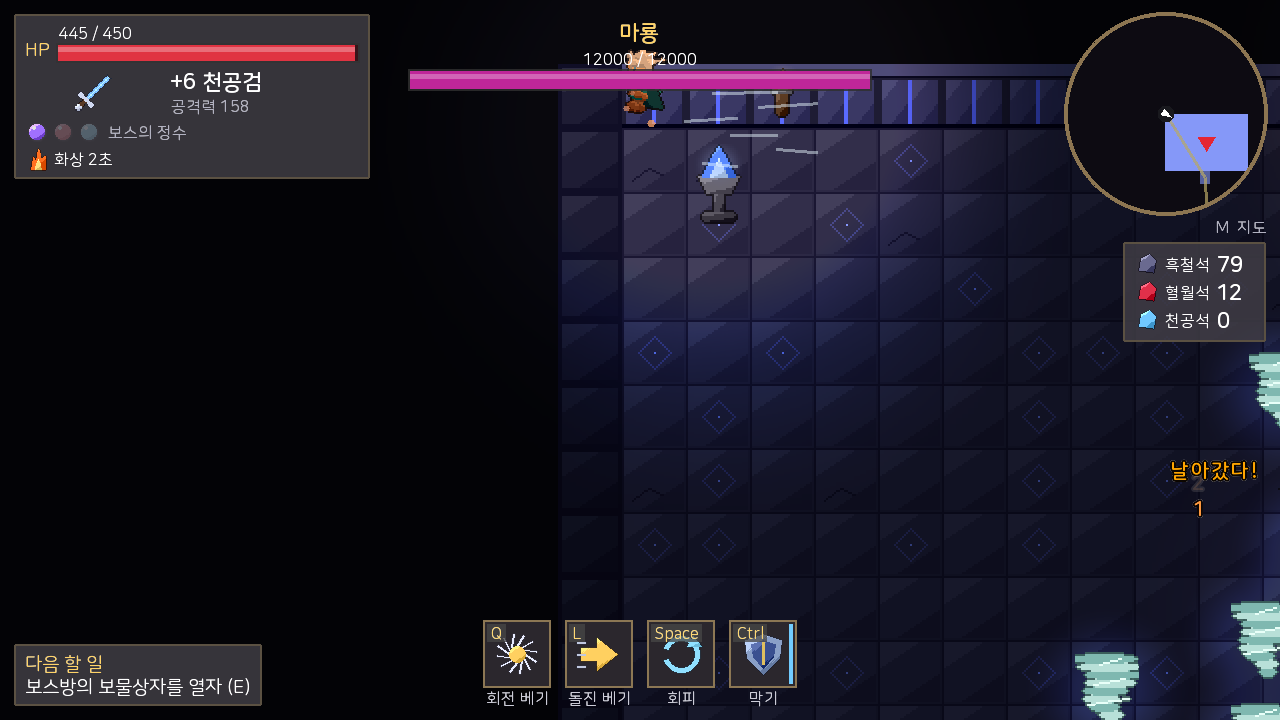 445 / 450
HP
+6 천공검
공격력 158
보스의 정수
화상 2초
마룡
12000 / 12000
M 지도
흑철석 79
혈월석 12
천공석 0
날아갔다!
2
1
다음 할 일
보스방의 보물상자를 열자 (E)
Q
L
Space
Ctrl
회전 베기
돌진 베기
회피
막기